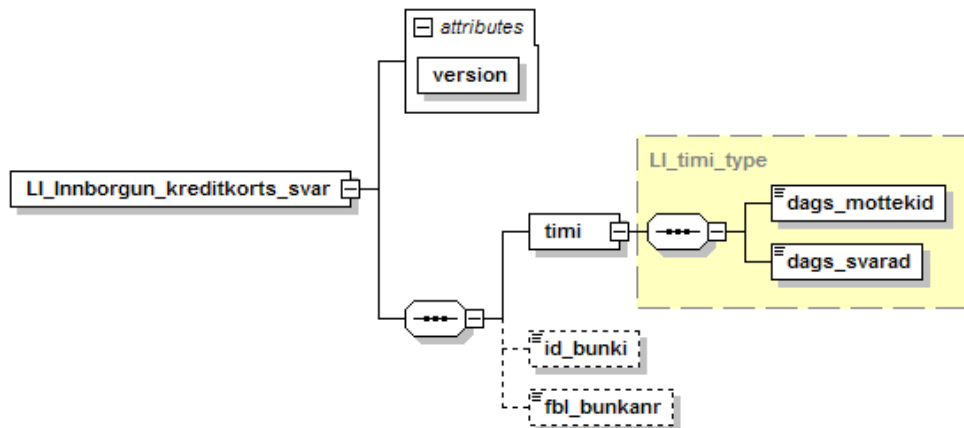 attributes
version
LI_timi_type
LI_Innborgun_kreditkorts_svar
dags_mottekid
timi
dags_svarad
id_bunki
fbl_bunkanr